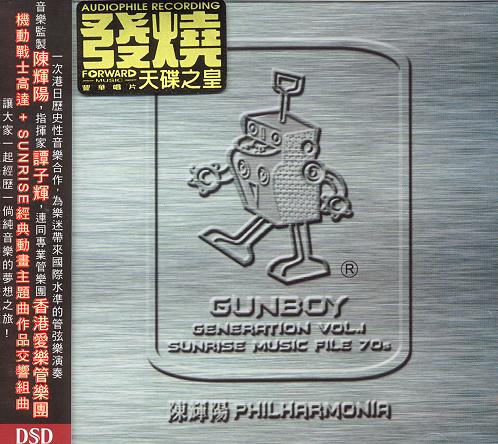 一次港日歷史性音樂合作，為樂迷帶來國際水準的管弦樂演奏
音樂監製陳輝陽，指揮家譚子輝，連同專業管樂團香港愛樂管樂團
機動戰士高達 + SUNRISE經典動畫主題曲作品交響組曲
讓大家一起經歷一倘純音樂的夢想之旅！
DSD
AUDIOPHILE RECORDING
發燒
FORWARD
MUSIC
豐華唱片
天碟之皇
®
GUNBOY
GENERATION VOL.1
SUNRISE MUSIC FILE 70s
陳輝陽 PHILHARMONIA